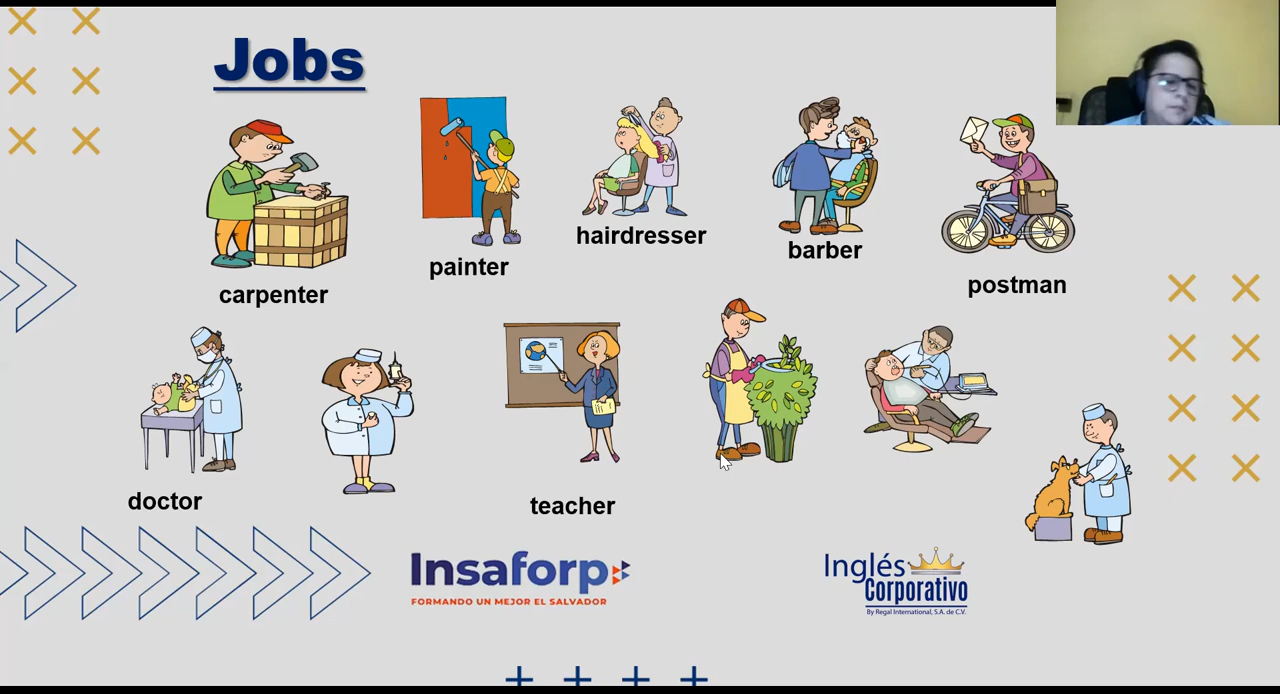 Jobs
carpenter
painter
hairdresser
barber
postman
doctor
teacher
Insaforp
FORMANDO UN MEJOR EL SALVADOR
Inglés
Corporativo
By Regal International, S.A. de C.V.